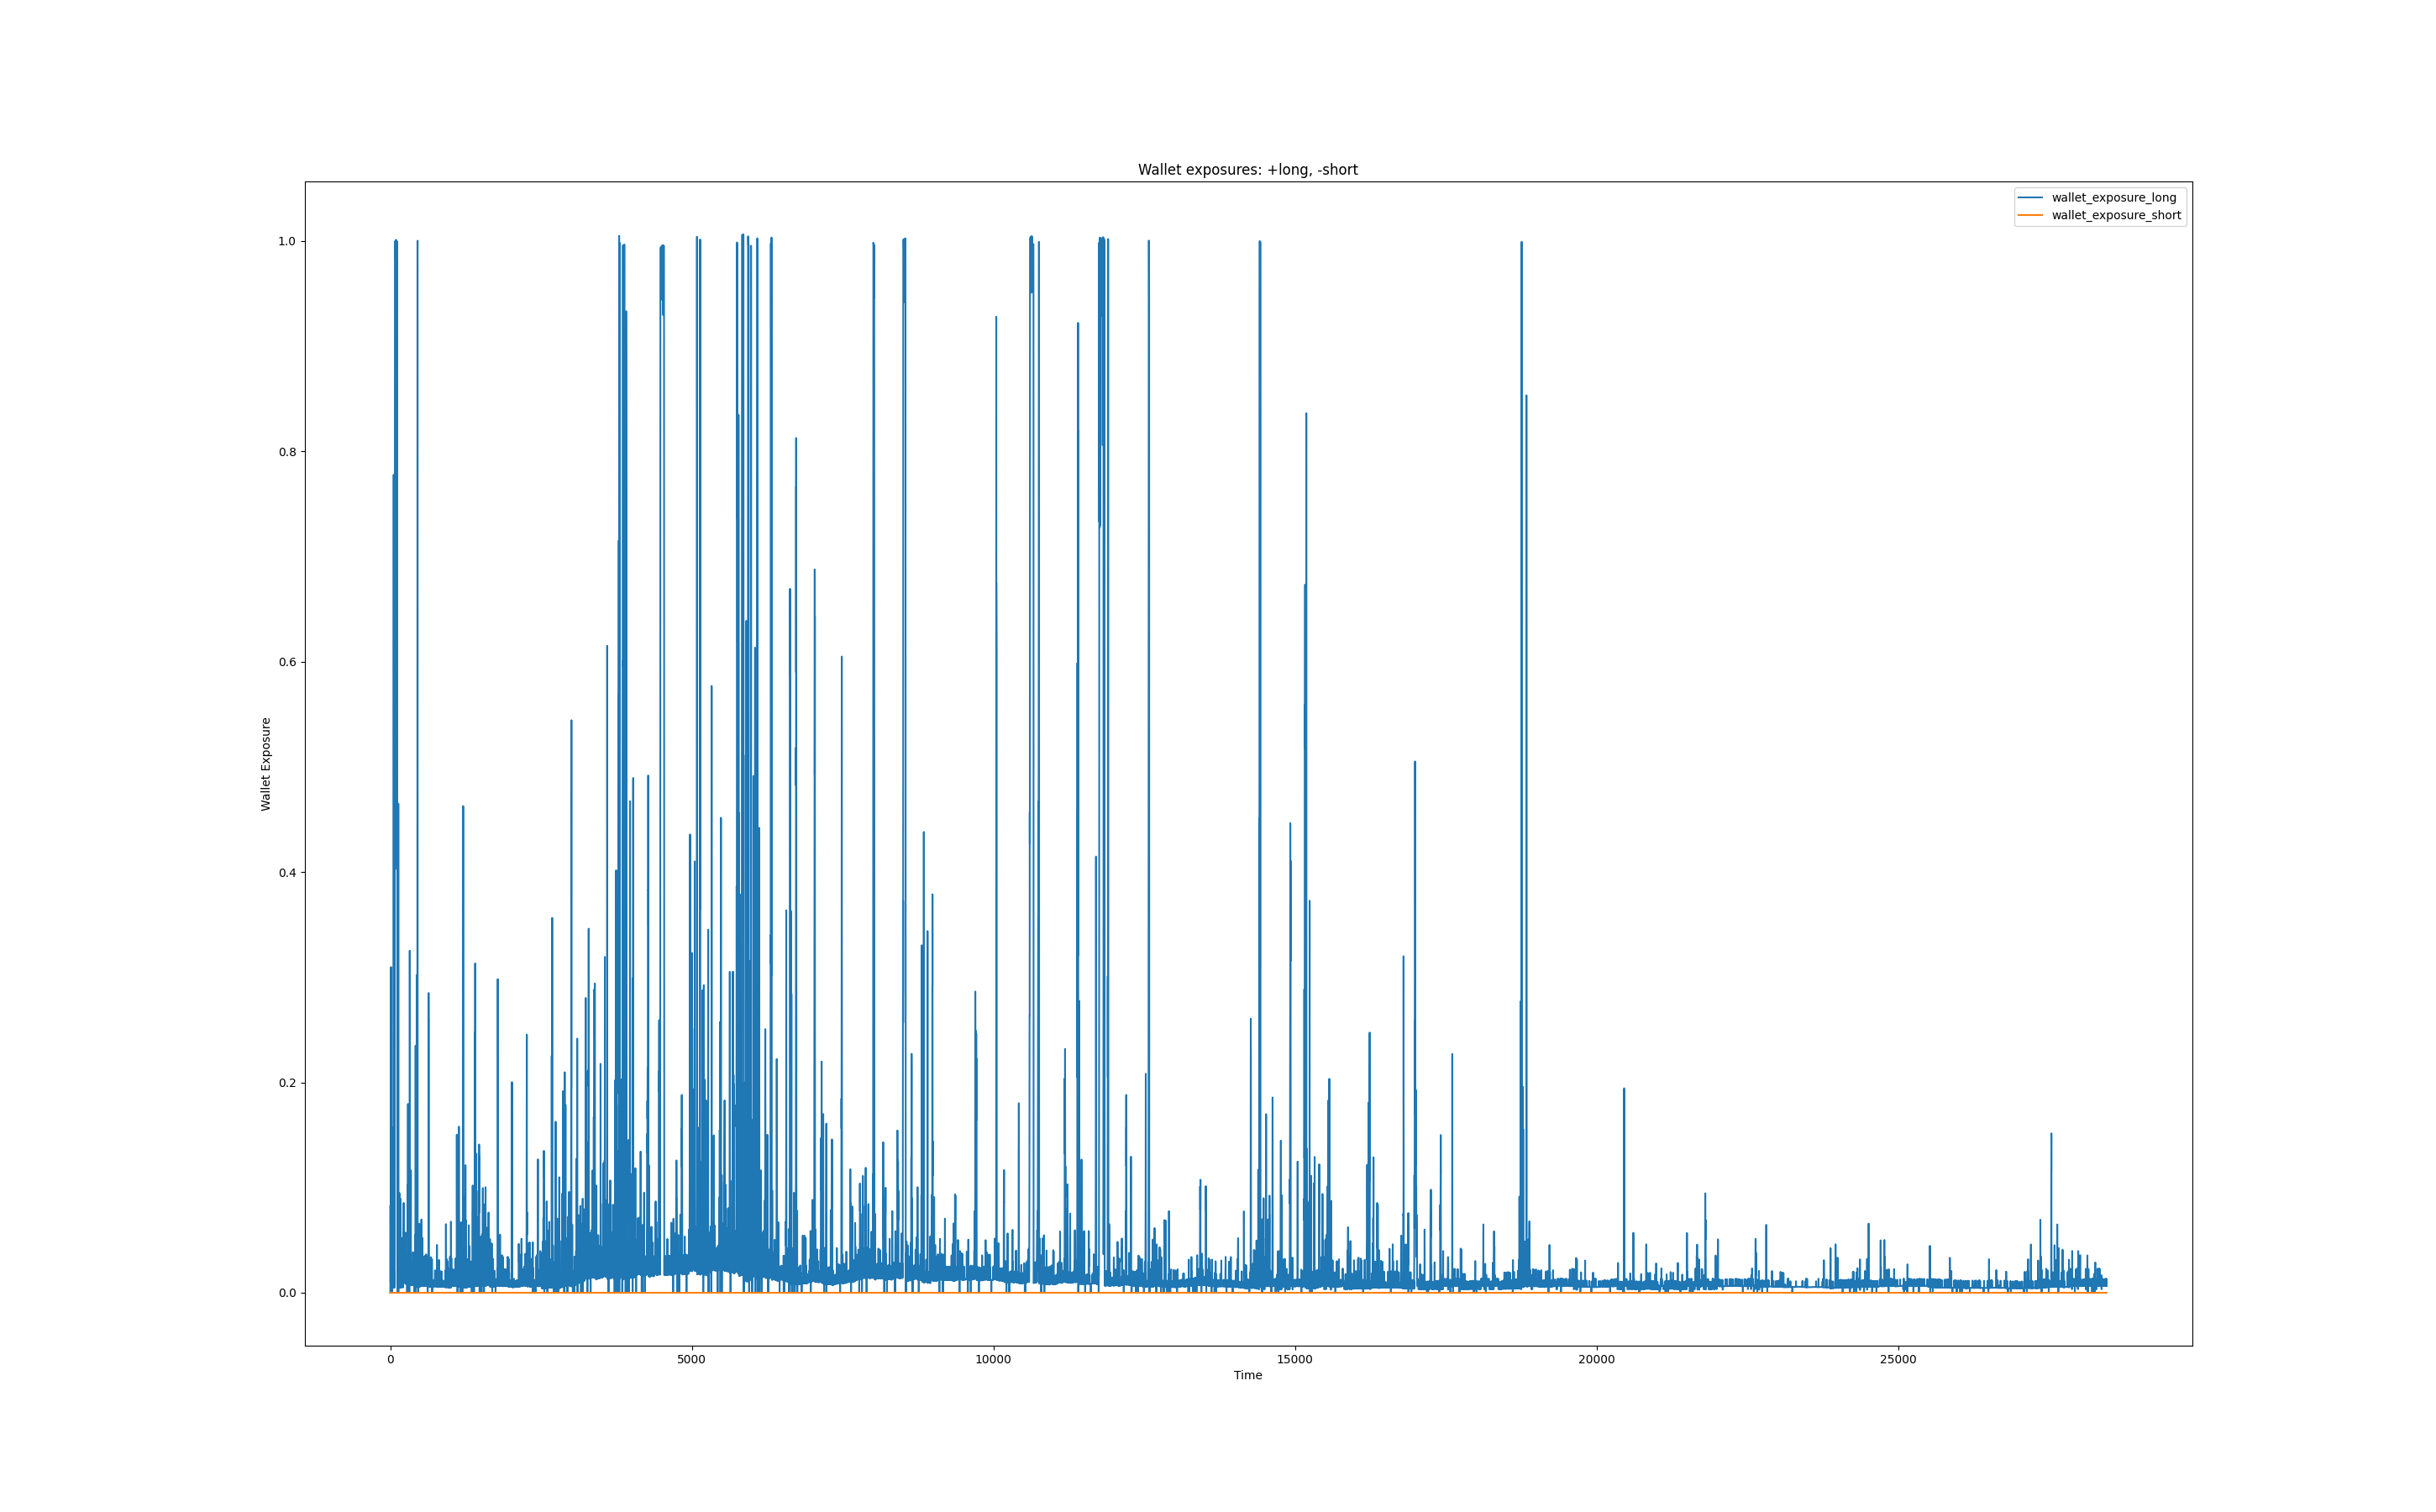 Wallet exposures: +long, -short
wallet_exposure_long
wallet_exposure_short
1.0
0.8
0.6
0.4
0.2
0.0
Wallet Exposure
0 5000 10000 15000 20000 25000
Time